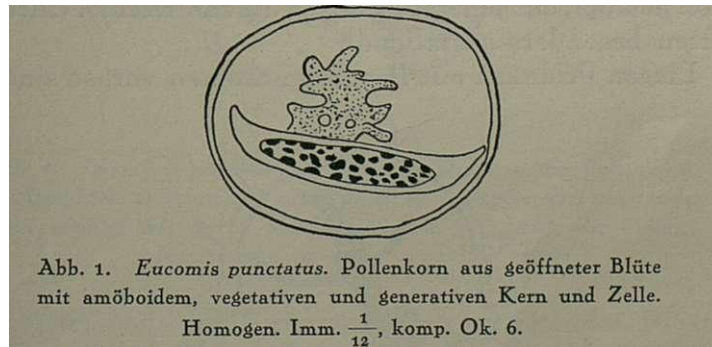 Abb. 1. Eucomis punctatus. Pollenkorn aus geöffneter Blüte
mit amöboidem, vegetativen und generativen Kern und Zelle.
Homogen. Imm. 1/12, komp. Ok. 6.